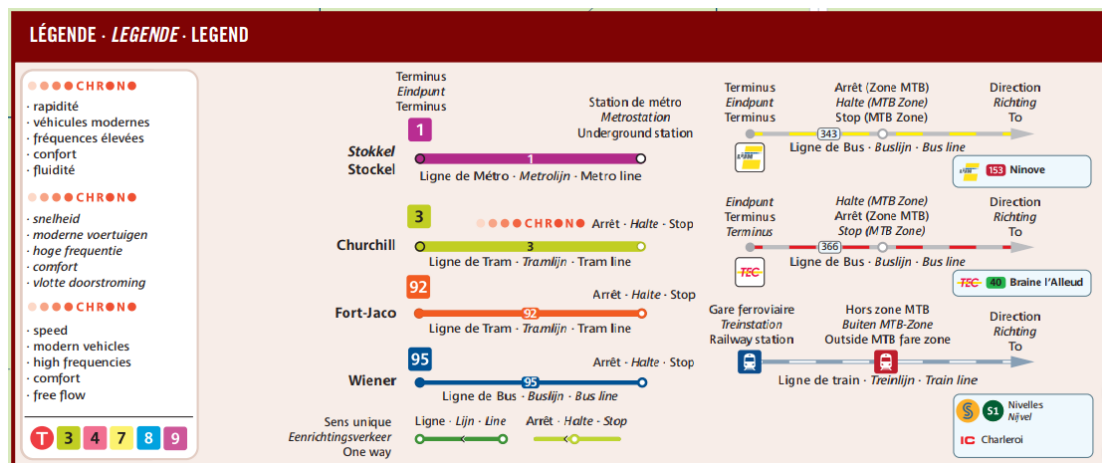 LÉGENDE · LEGENDE · LEGEND
CHRONO
· rapidité
· véhicules modernes
· fréquences élevées
· confort
· fluidité
CHRONO
· snelheid
· moderne voertuigen
· hoge frequentie
· comfort
· vlotte doorstroming
CHRONO
· speed
· modern vehicles
· high frequencies
· comfort
· free flow
T 3 4 7 8 9
Terminus
Eindpunt
Terminus
1
Station de métro
Metrostation
Underground station
Stokkel
Stockel
1
Ligne de Métro · Metrolijn · Metro line
3
CHRONO Arrêt · Halte · Stop
Churchill
3
Ligne de Tram · Tramlijn · Tram line
92
Arrêt · Halte · Stop
Fort-Jaco
92
Ligne de Tram · Tramlijn · Tram line
95
Arrêt · Halte · Stop
Wiener
95
Ligne de Bus · Buslijn · Bus line
Sens unique
Eenrichtingsverkeer
One way
Ligne · Lijn · Line
Arrêt · Halte · Stop
Terminus
Eindpunt
Terminus
Arrêt (Zone MTB)
Halte (MTB Zone)
Stop (MTB Zone)
Direction
Richting
To
343
Ligne de Bus · Buslijn · Bus line
153 Ninove
Eindpunt
Terminus
Terminus
Halte (MTB Zone)
Arrêt (Zone MTB)
Stop (MTB Zone)
Direction
Richting
To
366
Ligne de Bus · Buslijn · Bus line
TEC
TEC 40 Braine l'Alleud
Gare ferroviaire
Treinstation
Railway station
Hors zone MTB
Buiten MTB-Zone
Outside MTB fare zone
Direction
Richting
To
Ligne de train · Treinlijn · Train line
S S1 Nivelles
Nijvel
IC Charleroi